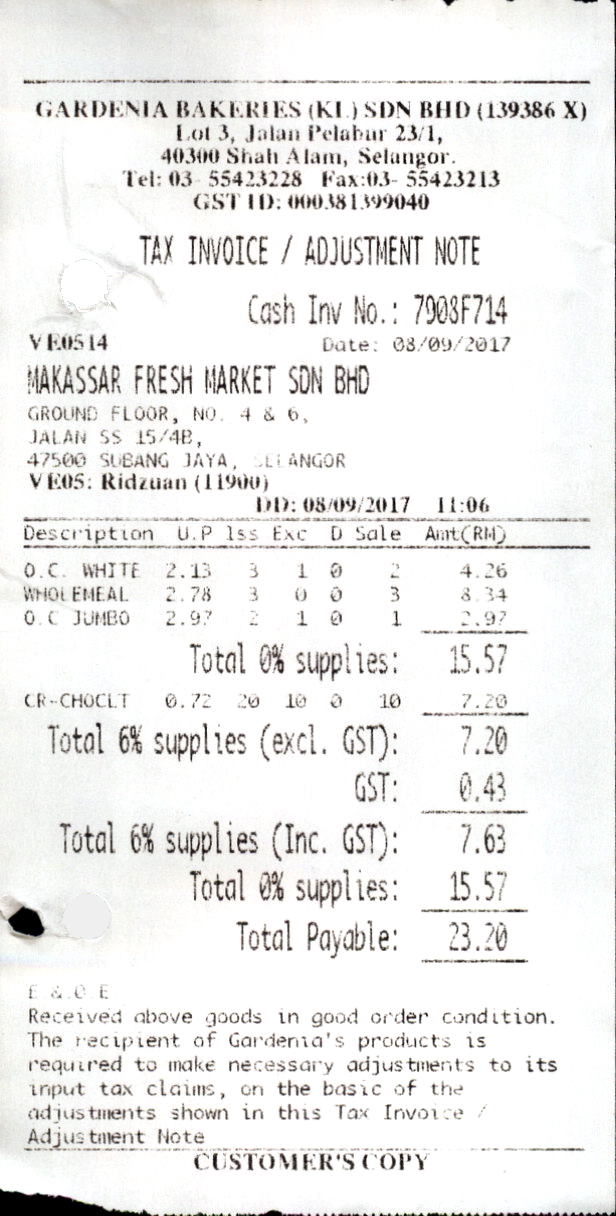 GARDENIA BAKERIES (KL) SDN BHD (139386 X)
Lot 3, Jalan Pelabur 23/1,
40300 Shah Alam, Selangor.
Tel: 03- 55423228 Fax:03- 55423213
GST ID: 000381399040
TAX INVOICE / ADJUSTMENT NOTE
Cash Inv No.: 7908F714
VE0514 Date: 08/09/2017
MAKASSAR FRESH MARKET SDN BHD
GROUND FLOOR, NO. 4 & 6,
JALAN SS 15/4B,
47500 SUBANG JAYA, SELANGOR
VE05: Ridzuan (11900)
DD: 08/09/2017 11:06
Description U.P Iss Exc D Sale Amt(RM)
O.C. WHITE 2.13 3 1 0 2 4.26
WHOLEMEAL 2.78 3 0 0 3 8.34
O.C JUMBO 2.97 2 1 0 1 2.97
Total 0% supplies: 15.57
CR-CHOCLT 0.72 20 10 0 10 7.20
Total 6% supplies (excl. GST): 7.20
GST: 0.43
Total 6% supplies (Inc. GST): 7.63
Total 0% supplies: 15.57
Total Payable: 23.20
E & O E
Received above goods in good order condition.
The recipient of Gardenia's products is
required to make necessary adjustments to its
input tax claims, on the basic of the
adjustments shown in this Tax Invoice /
Adjustment Note
CUSTOMER'S COPY